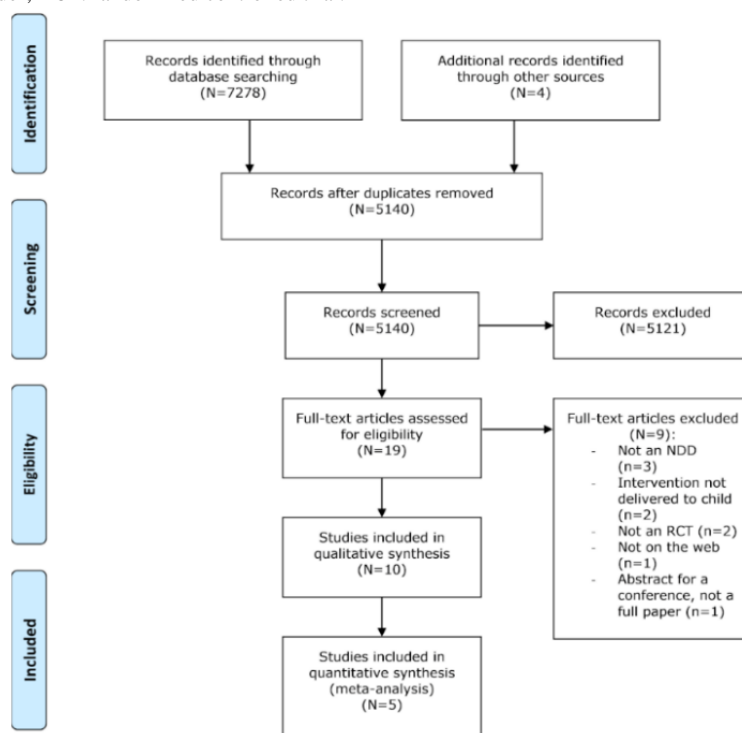 Identification
Records identified through
database searching
(N=7278)
Additional records identified
through other sources
(N=4)
Records after duplicates removed
(N=5140)
Screening
Records screened
(N=5140)
Records excluded
(N=5121)
Eligibility
Full-text articles assessed
for eligibility
(N=19)
Full-text articles excluded
(N=9):
- Not an NDD
(n=3)
- Intervention not
delivered to child
(n=2)
- Not an RCT (n=2)
- Not on the web
(n=1)
- Abstract for a
conference, not a
full paper (n=1)
Studies included in
qualitative synthesis
(N=10)
Included
Studies included in
quantitative synthesis
(meta-analysis)
(N=5)